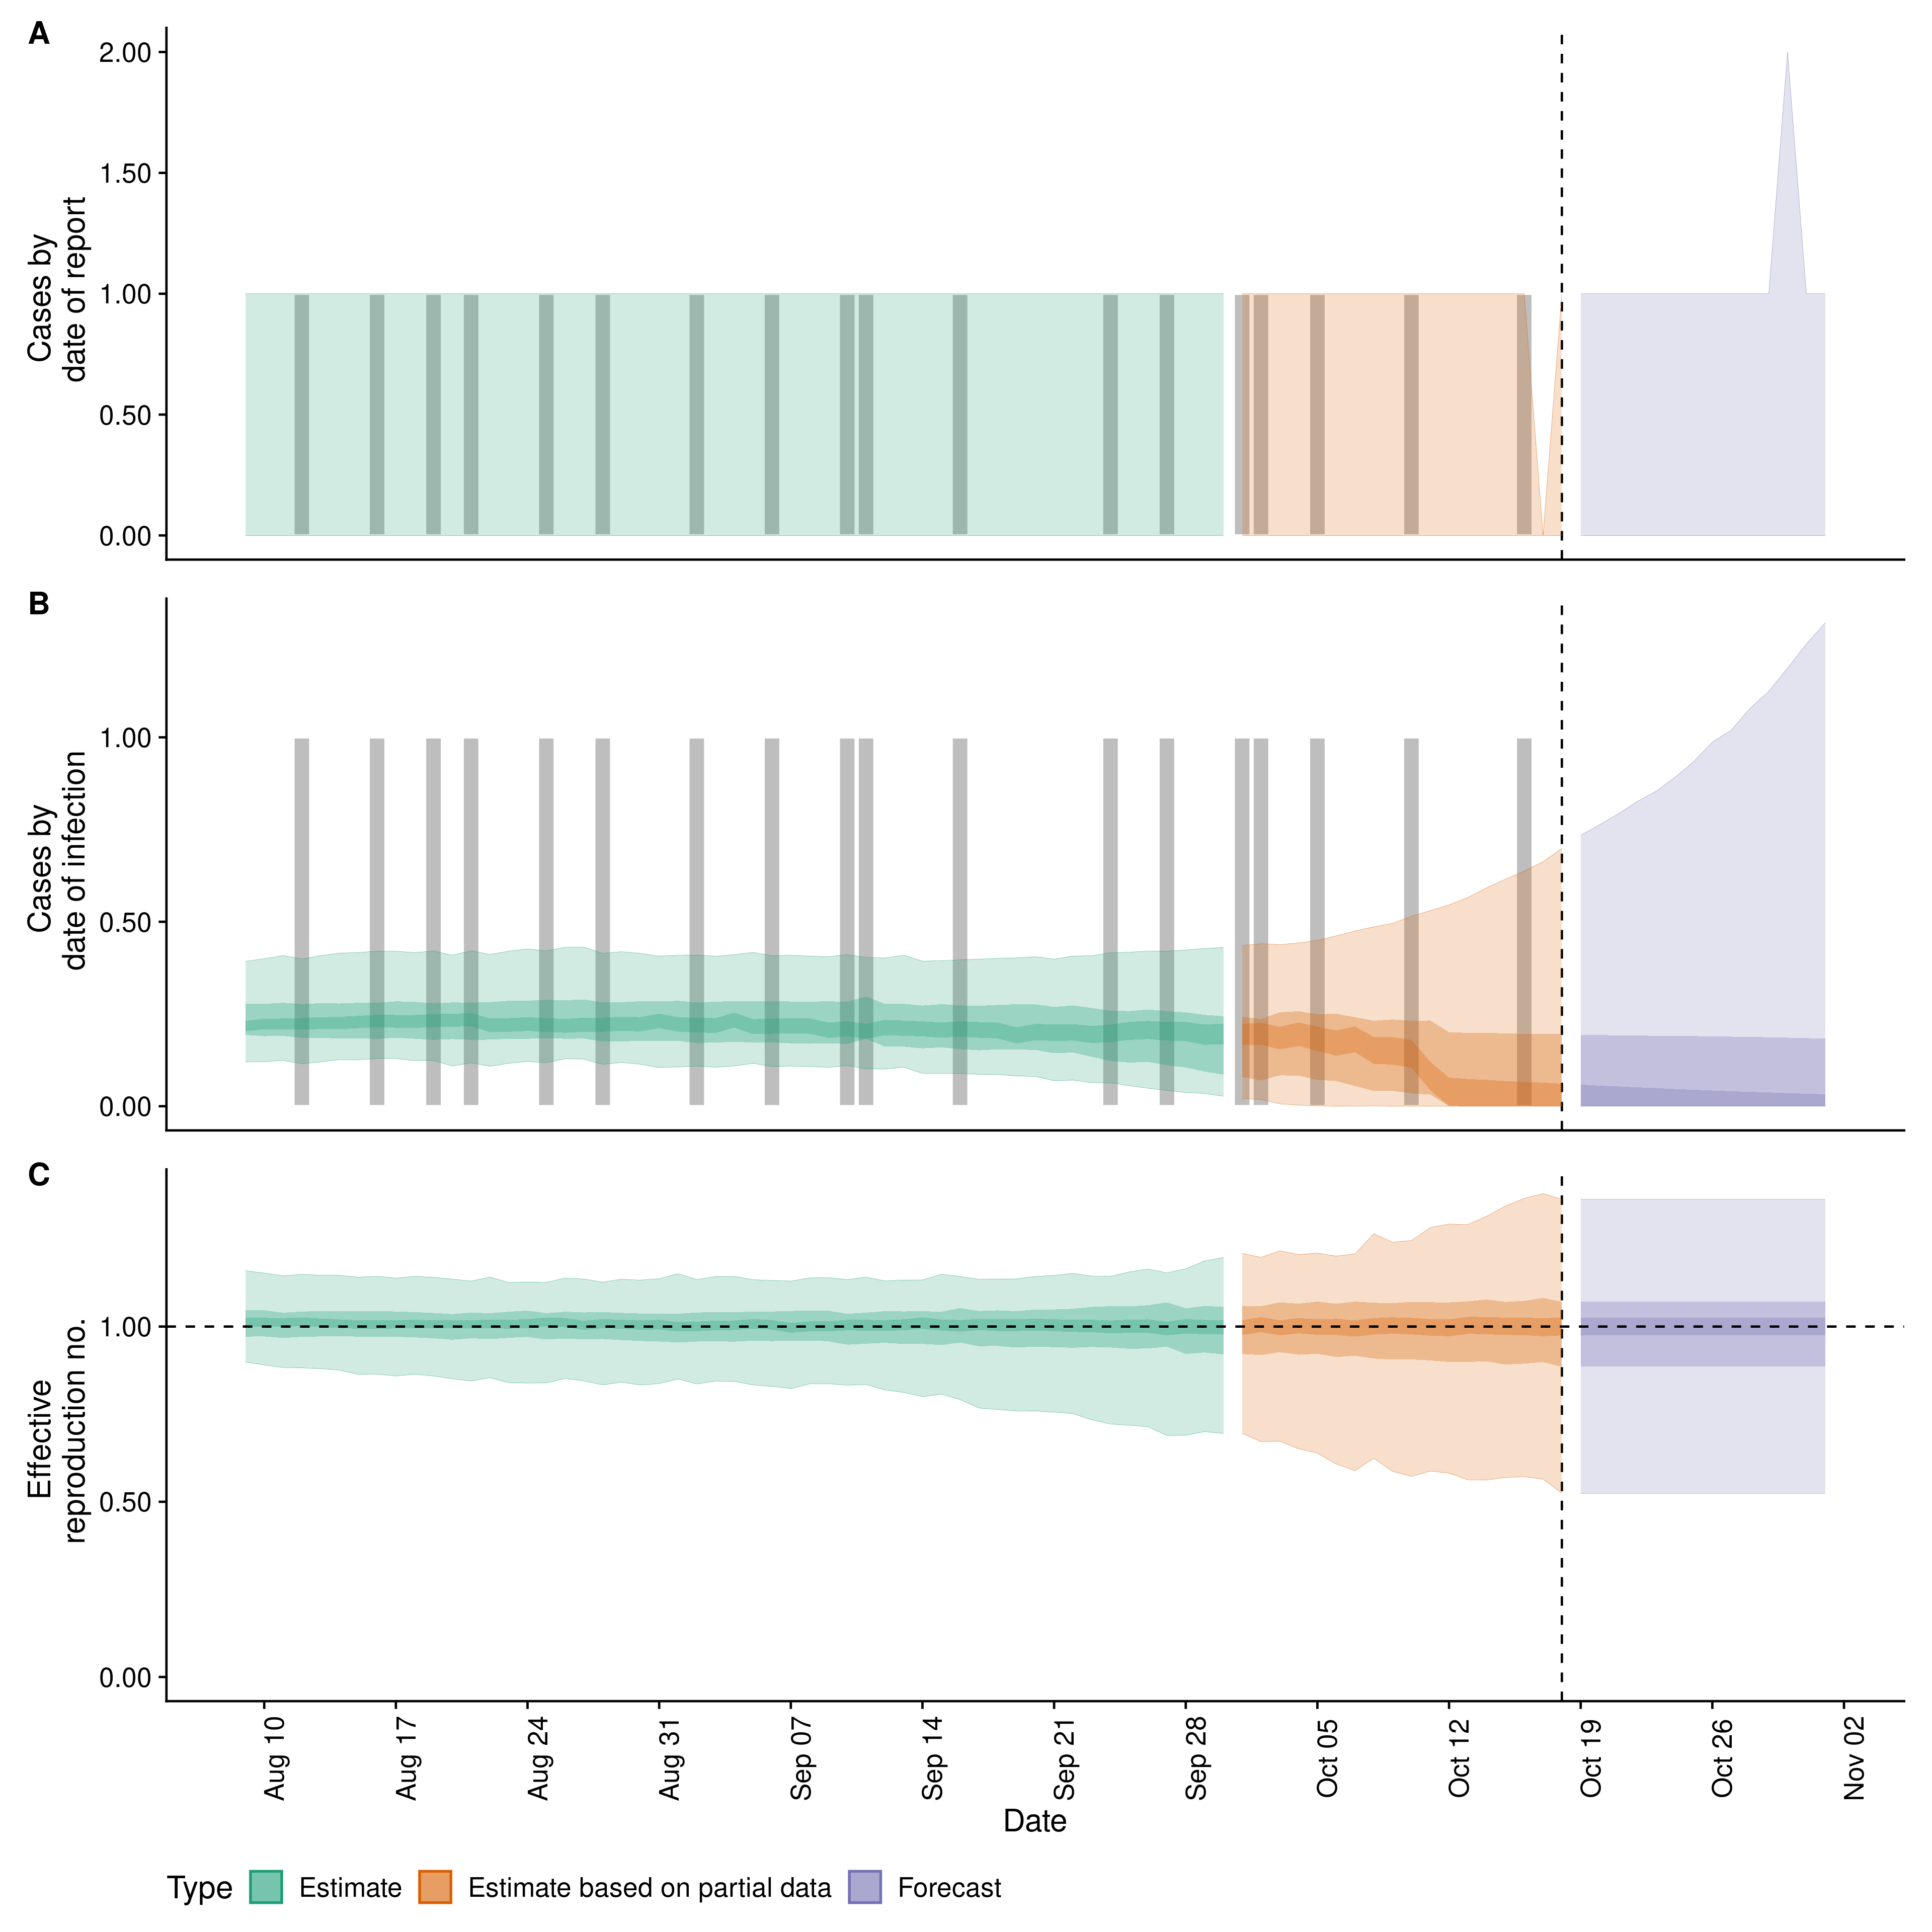 A
2.00
1.50
1.00
0.50
0.00
Cases by
date of report
B
1.00
0.50
0.00
Cases by
date of infection
C
1.00
0.50
0.00
Effective
reproduction no.
Aug 10
Aug 17
Aug 24
Aug 31
Sep 07
Sep 14
Sep 21
Sep 28
Oct 05
Oct 12
Oct 19
Oct 26
Nov 02
Date
Type Estimate Estimate based on partial data Forecast